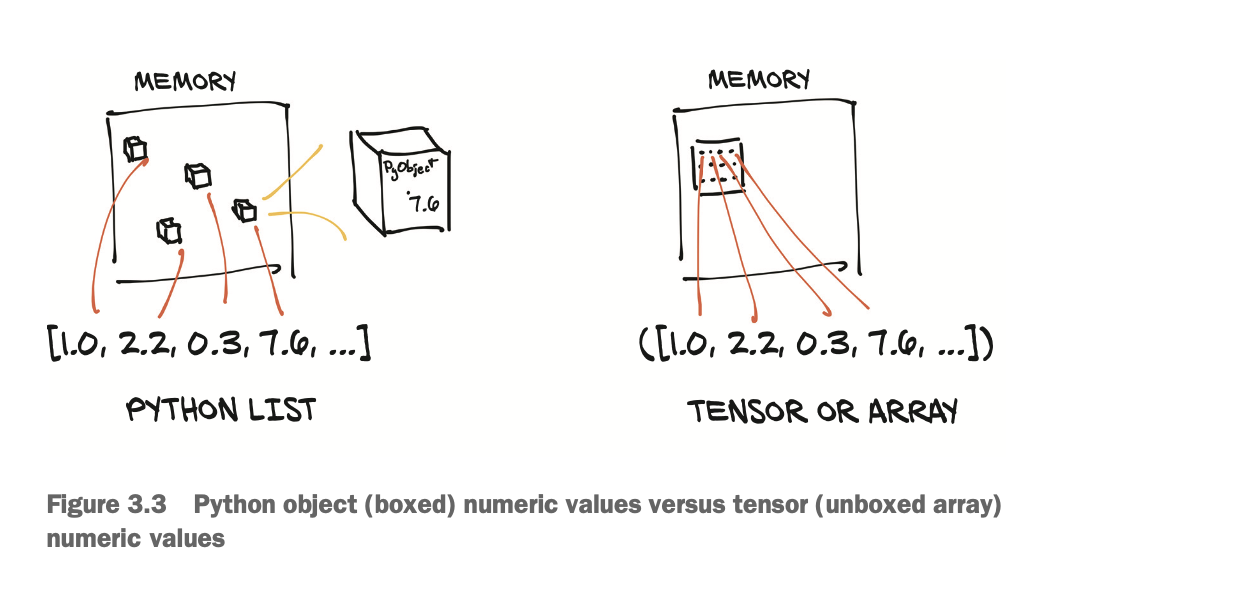 MEMORY
PyObject
7.6
[1.0, 2.2, 0.3, 7.6, ...]
PYTHON LIST
MEMORY
([1.0, 2.2, 0.3, 7.6, ...])
TENSOR OR ARRAY
Figure 3.3 Python object (boxed) numeric values versus tensor (unboxed array)
numeric values